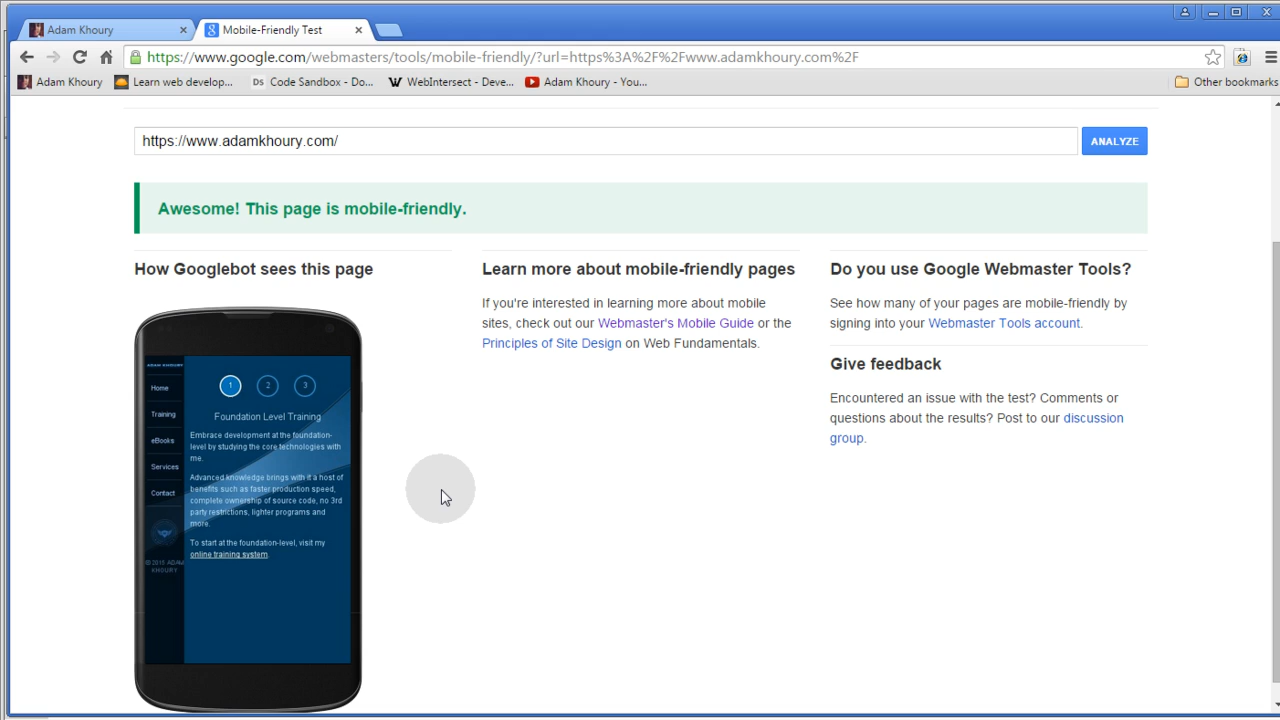 Adam Khoury
Mobile-Friendly Test
https://www.google.com/webmasters/tools/mobile-friendly/?url=https%3A%2F%2Fwww.adamkhoury.com%2F
Adam Khoury
Learn web develop...
Ds Code Sandbox - Do...
W WebIntersect - Deve...
Adam Khoury - You...
Other bookmarks
https://www.adamkhoury.com/
ANALYZE
Awesome! This page is mobile-friendly.
How Googlebot sees this page
ADAM KHOURY
Home
Training
eBooks
Services
Contact
© 2015 ADAM
KHOURY
1 2 3
Foundation Level Training
Embrace development at the foundation-
level by studying the core technologies with
me.
Advanced knowledge brings with it a host of
benefits such as faster production speed,
complete ownership of source code, no 3rd
party restrictions, lighter programs and
more.
To start at the foundation-level, visit my
online training system.
Learn more about mobile-friendly pages
If you're interested in learning more about mobile
sites, check out our Webmaster's Mobile Guide or the
Principles of Site Design on Web Fundamentals.
Do you use Google Webmaster Tools?
See how many of your pages are mobile-friendly by
signing into your Webmaster Tools account.
Give feedback
Encountered an issue with the test? Comments or
questions about the results? Post to our discussion
group.